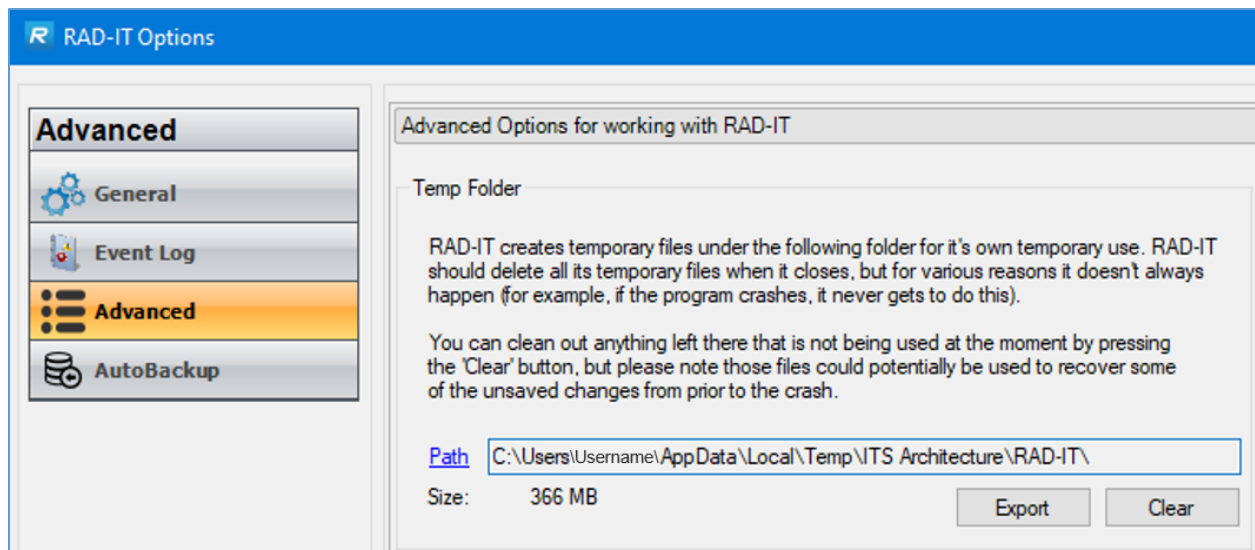 RAD-IT Options
Advanced
General
Event Log
Advanced
AutoBackup
Advanced Options for working with RAD-IT
Temp Folder
RAD-IT creates temporary files under the following folder for it's own temporary use. RAD-IT
should delete all its temporary files when it closes, but for various reasons it doesn't always
happen (for example, if the program crashes, it never gets to do this).
You can clean out anything left there that is not being used at the moment by pressing
the 'Clear' button, but please note those files could potentially be used to recover some
of the unsaved changes from prior to the crash.
Path C:\Users\Username\AppData\Local\Temp\ITS Architecture\RAD-IT\
Size: 366 MB
Export Clear